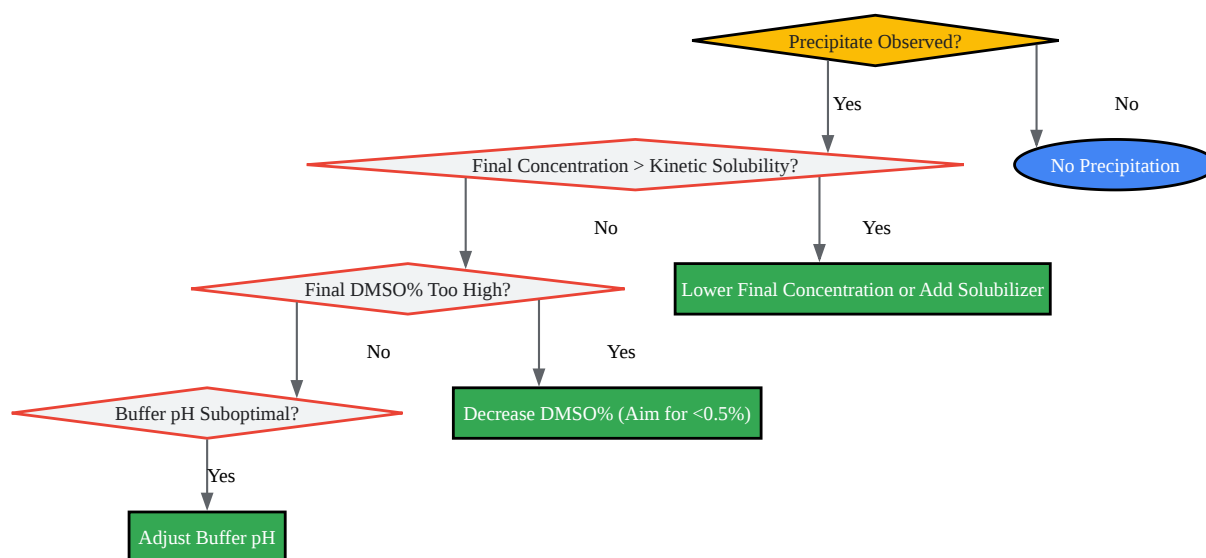 Precipitate Observed?
Yes
No
Final Concentration > Kinetic Solubility?
No Precipitation
No
Yes
Final DMSO% Too High?
Lower Final Concentration or Add Solubilizer
No
Yes
Buffer pH Suboptimal?
Decrease DMSO% (Aim for <0.5%)
Yes
Adjust Buffer pH